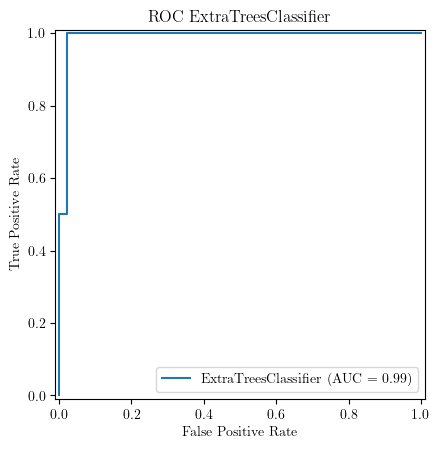 ROC ExtraTreesClassifier
True Positive Rate
1.0
0.8
0.6
0.4
0.2
0.0
ExtraTreesClassifier (AUC = 0.99)
0.0 0.2 0.4 0.6 0.8 1.0
False Positive Rate